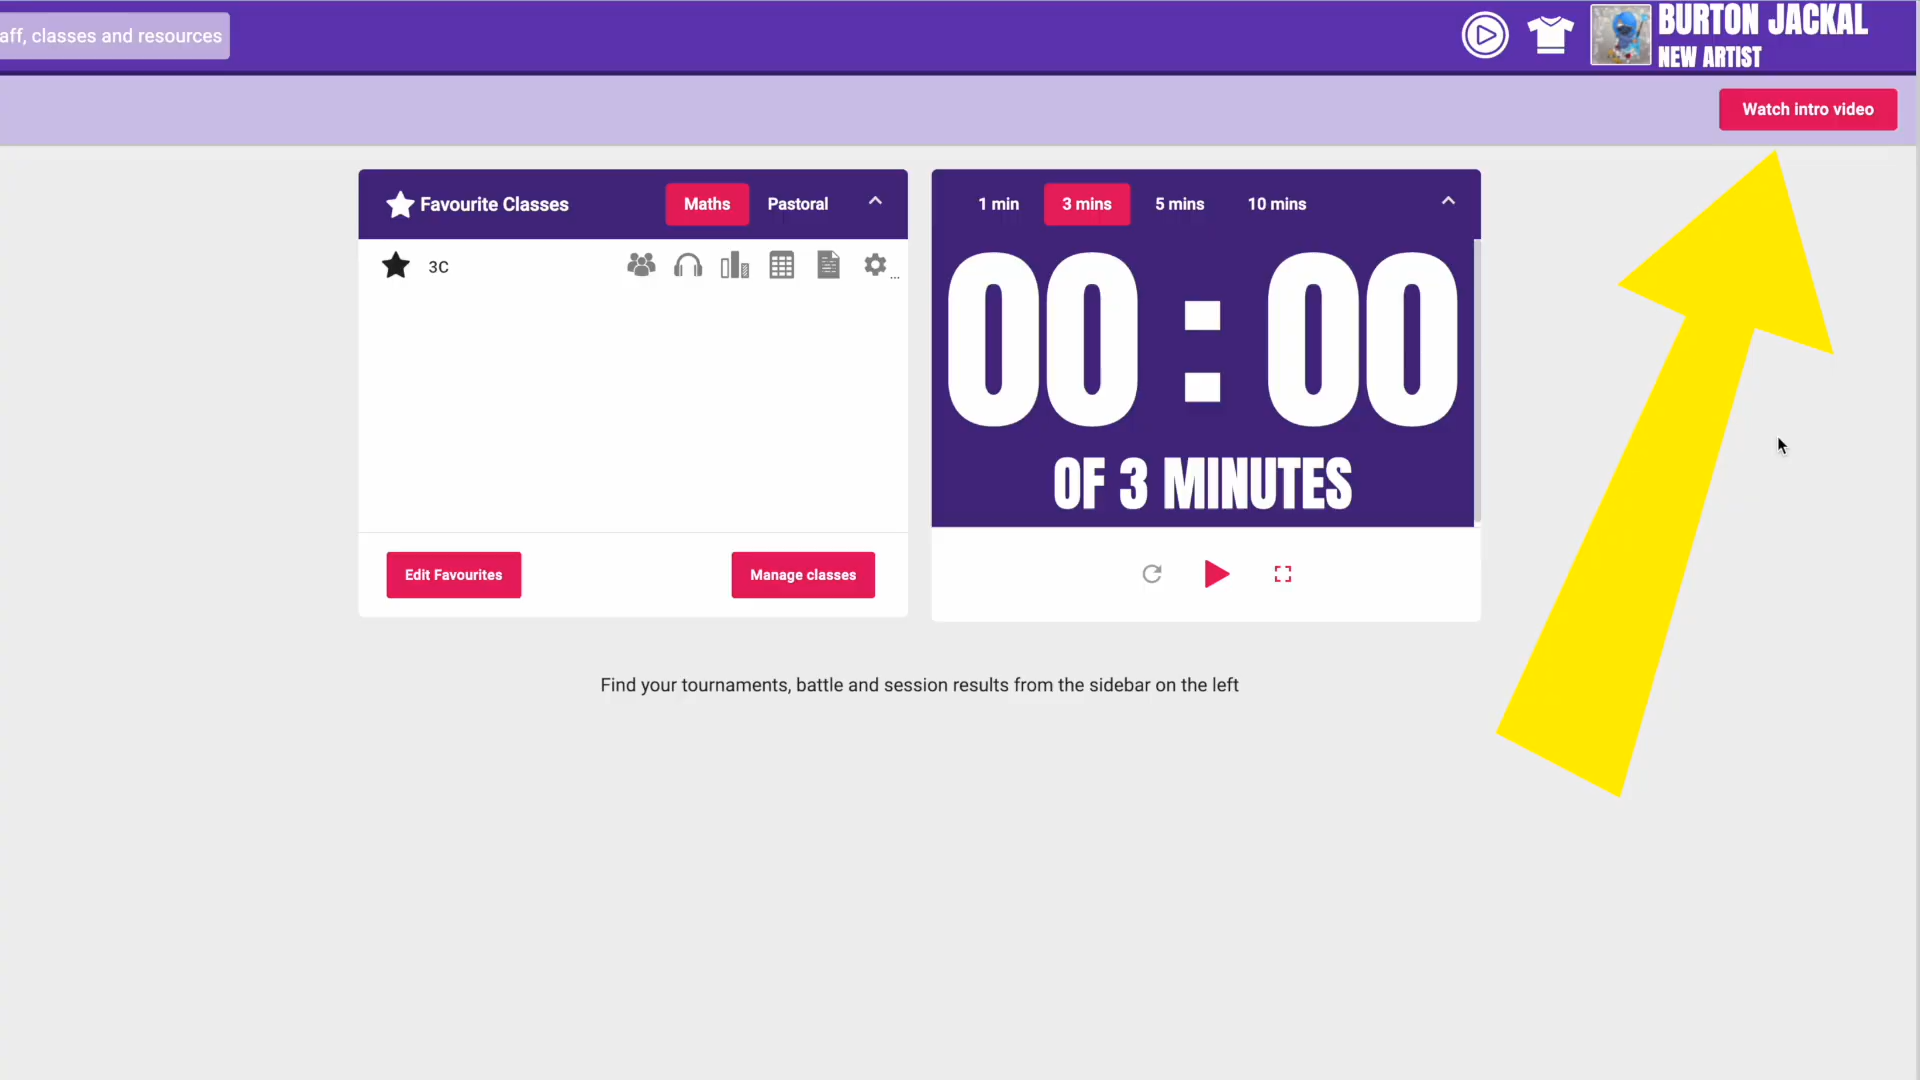 aff, classes and resources
BURTON JACKAL
NEW ARTIST
Watch intro video
Favourite Classes
Maths
Pastoral
1 min
3 mins
5 mins
10 mins
3C
...
00 : 00
OF 3 MINUTES
Edit Favourites
Manage classes
Find your tournaments, battle and session results from the sidebar on the left